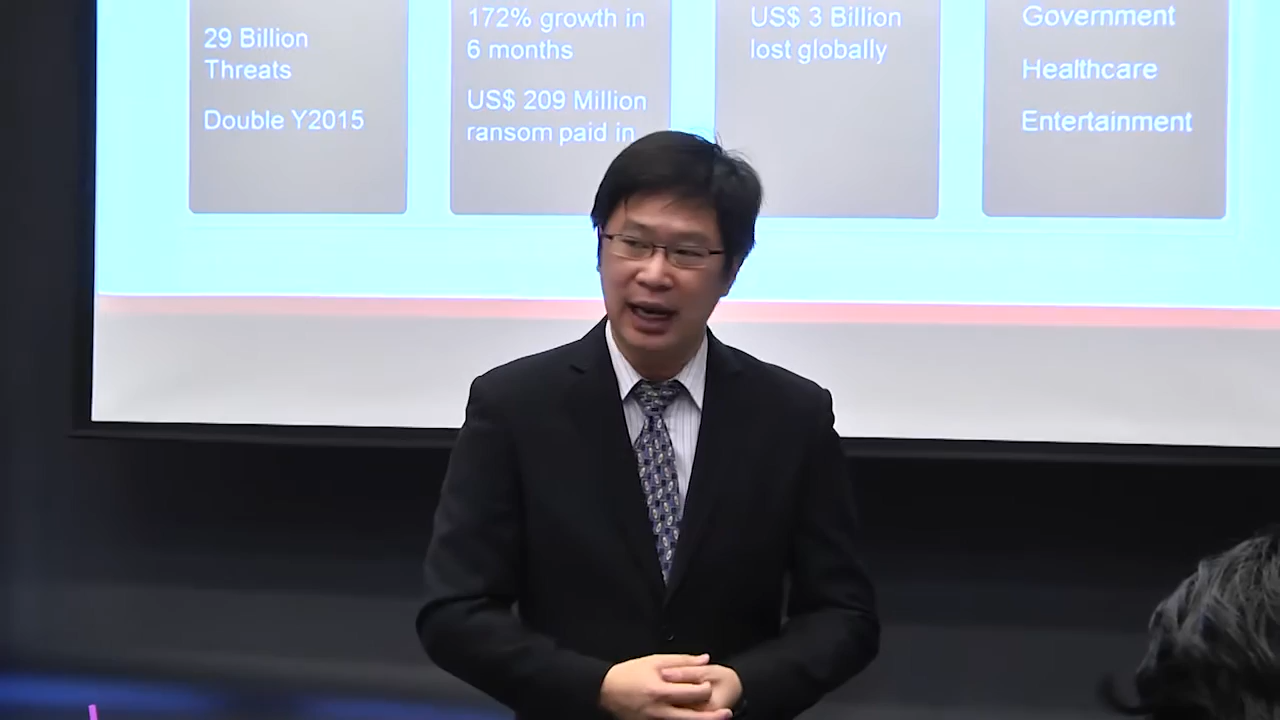 29 Billion
Threats
Double Y2015
172% growth in
6 months
US$ 209 Million
ransom paid in
US$ 3 Billion
lost globally
Government
Healthcare
Entertainment